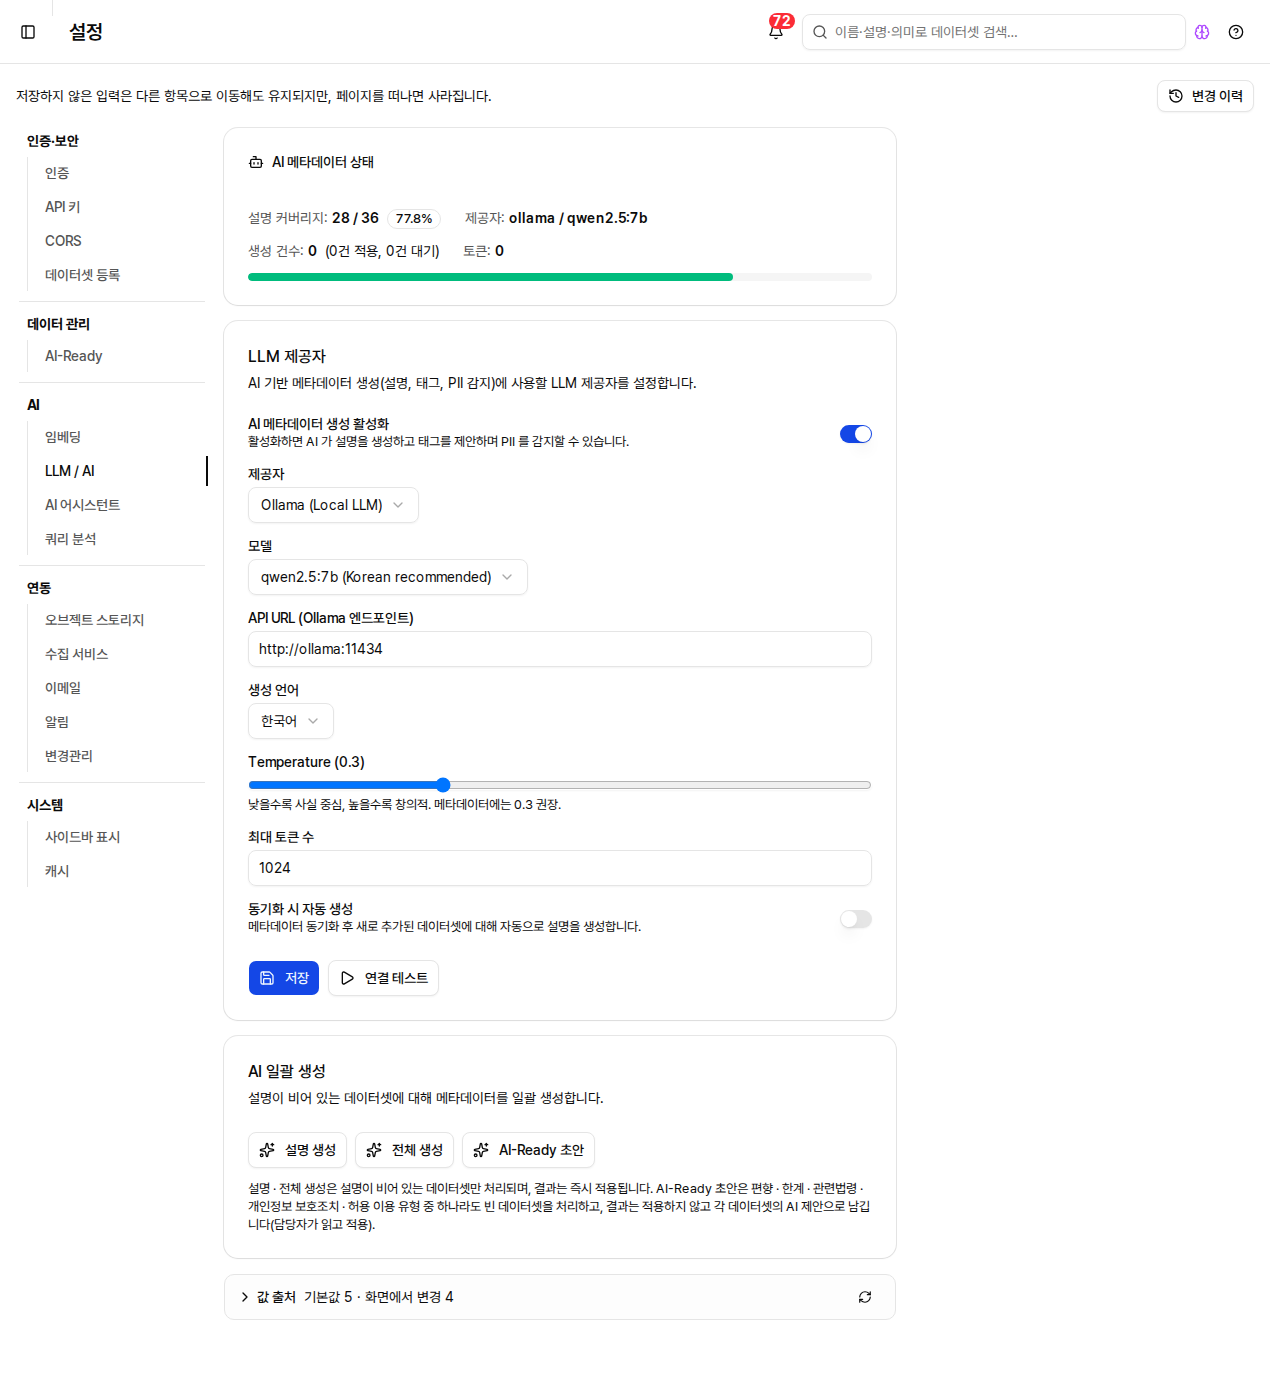 설정
72
이름·설명·의미로 데이터셋 검색...
저장하지 않은 입력은 다른 항목으로 이동해도 유지되지만, 페이지를 떠나면 사라집니다.
변경 이력
인증·보안
인증
API 키
CORS
데이터셋 등록
데이터 관리
AI-Ready
AI
임베딩
LLM / AI
AI 어시스턴트
쿼리 분석
연동
오브젝트 스토리지
수집 서비스
이메일
알림
변경관리
시스템
사이드바 표시
캐시
AI 메타데이터 상태
설명 커버리지: 28 / 36 77.8% 제공자: ollama / qwen2.5:7b
생성 건수: 0 (0건 적용, 0건 대기) 토큰: 0
LLM 제공자
AI 기반 메타데이터 생성(설명, 태그, PII 감지)에 사용할 LLM 제공자를 설정합니다.
AI 메타데이터 생성 활성화
활성화하면 AI 가 설명을 생성하고 태그를 제안하며 PII 를 감지할 수 있습니다.
제공자
Ollama (Local LLM)
모델
qwen2.5:7b (Korean recommended)
API URL (Ollama 엔드포인트)
http://ollama:11434
생성 언어
한국어
Temperature (0.3)
낮을수록 사실 중심, 높을수록 창의적. 메타데이터에는 0.3 권장.
최대 토큰 수
1024
동기화 시 자동 생성
메타데이터 동기화 후 새로 추가된 데이터셋에 대해 자동으로 설명을 생성합니다.
저장
연결 테스트
AI 일괄 생성
설명이 비어 있는 데이터셋에 대해 메타데이터를 일괄 생성합니다.
설명 생성
전체 생성
AI-Ready 초안
설명 · 전체 생성은 설명이 비어 있는 데이터셋만 처리되며, 결과는 즉시 적용됩니다. AI-Ready 초안은 편향 · 한계 · 관련법령 ·
개인정보 보호조치 · 허용 이용 유형 중 하나라도 빈 데이터셋을 처리하고, 결과는 적용하지 않고 각 데이터셋의 AI 제안으로 남깁
니다(담당자가 읽고 적용).
값 출처 기본값 5 · 화면에서 변경 4